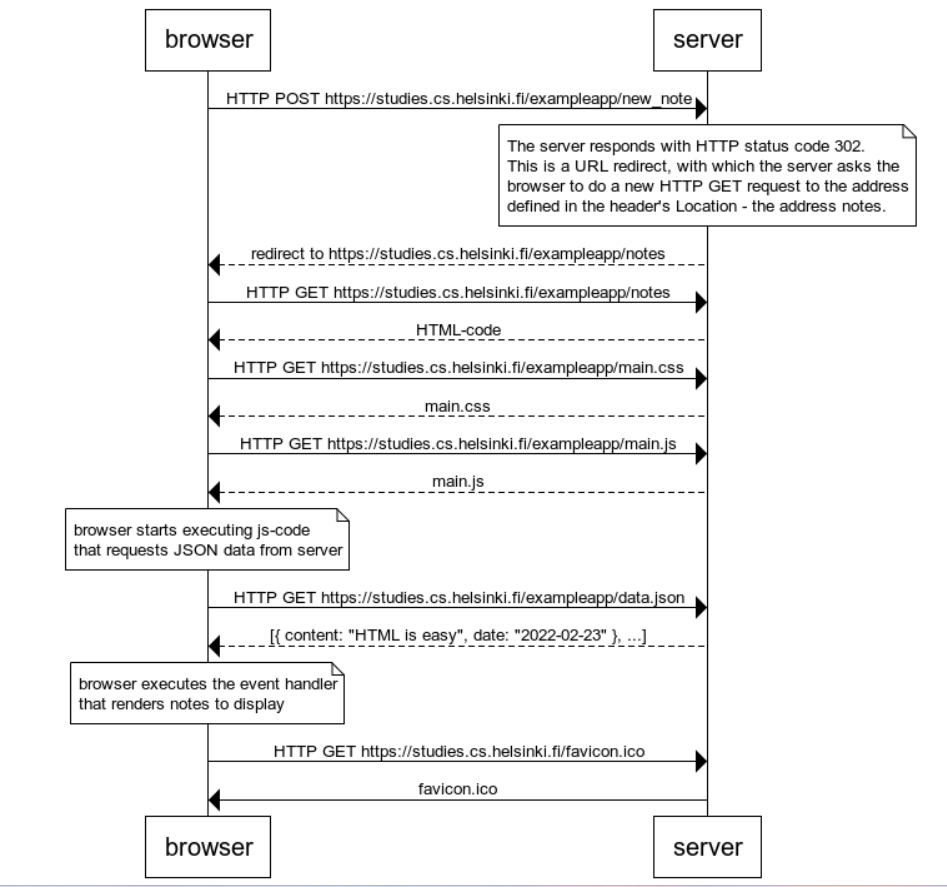 browser
server
HTTP POST https://studies.cs.helsinki.fi/exampleapp/new_note
The server responds with HTTP status code 302.
This is a URL redirect, with which the server asks the
browser to do a new HTTP GET request to the address
defined in the header's Location - the address notes.
redirect to https://studies.cs.helsinki.fi/exampleapp/notes
HTTP GET https://studies.cs.helsinki.fi/exampleapp/notes
HTML-code
HTTP GET https://studies.cs.helsinki.fi/exampleapp/main.css
main.css
HTTP GET https://studies.cs.helsinki.fi/exampleapp/main.js
main.js
browser starts executing js-code
that requests JSON data from server
HTTP GET https://studies.cs.helsinki.fi/exampleapp/data.json
[{ content: "HTML is easy", date: "2022-02-23" }, ...]
browser executes the event handler
that renders notes to display
HTTP GET https://studies.cs.helsinki.fi/favicon.ico
favicon.ico
browser
server